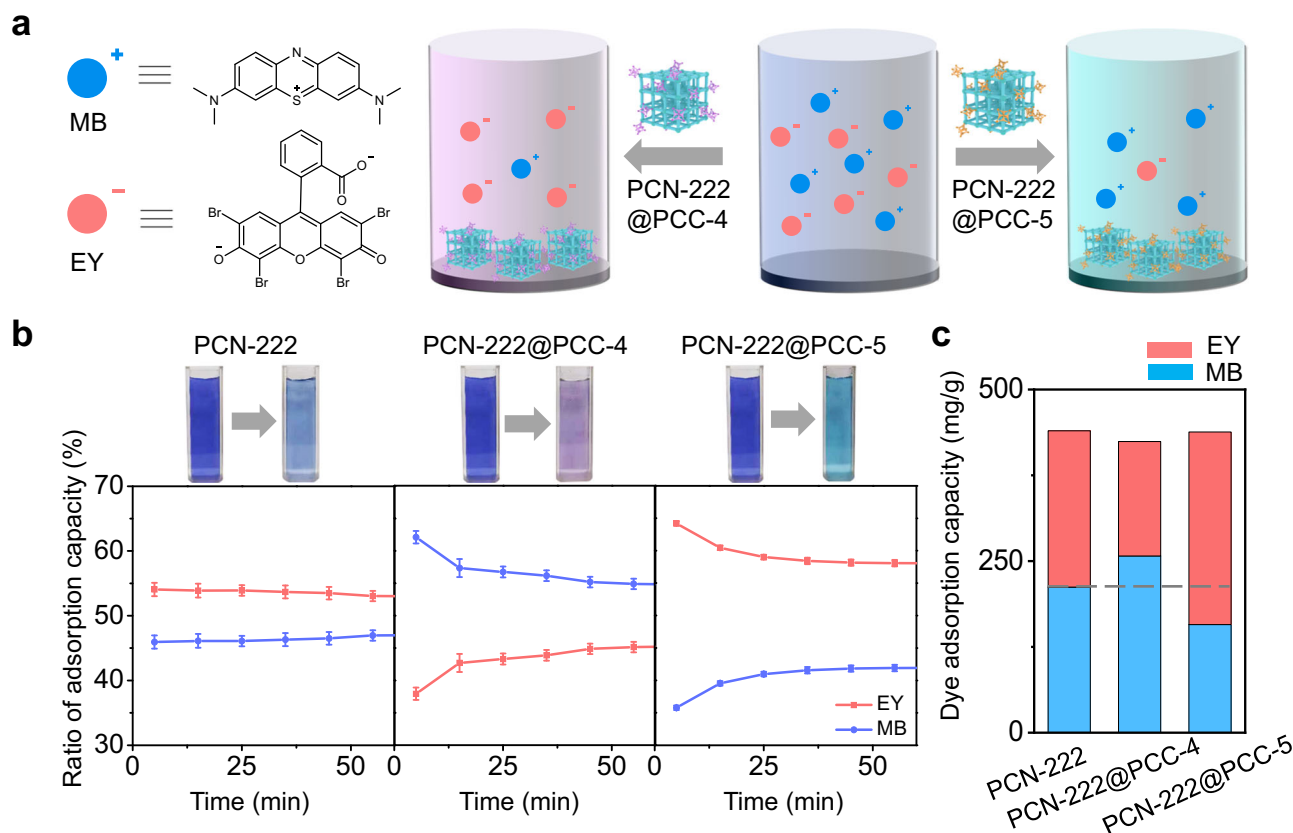 a
+
MB
N
N
S
+
N
−
EY
O
−
O
Br
Br
−
O
O
O
Br
Br
PCN-222
@PCC-4
PCN-222
@PCC-5
b
PCN-222
PCN-222@PCC-4
PCN-222@PCC-5
Ratio of adsorption capacity (%)
70
60
50
40
30
0
25
50
0
25
50
0
25
50
EY
MB
Time (min)
Time (min)
Time (min)
c
EY
MB
Dye adsorption capacity (mg/g)
500
250
0
PCN-222
PCN-222@PCC-4
PCN-222@PCC-5